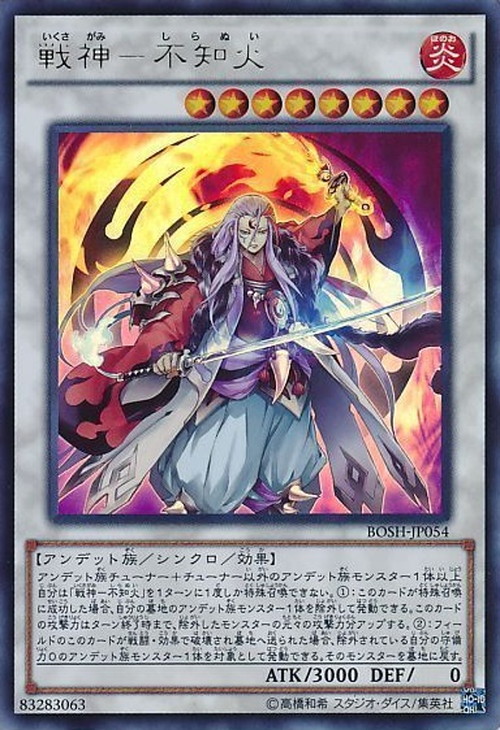 いくさ がみ し ら ぬ い
戦神－不知火
ほのお
炎
BOSH-JP054
【アンデット族／シンクロ／効果】
アンデット族チューナー＋チューナー以外のアンデット族モンスター１体以上
自分は「戦神－不知火」を１ターンに１度しか特殊召喚できない。①：このカードが特殊召喚
に成功した場合、自分の墓地のアンデット族モンスター１体を除外して発動できる。このカード
の攻撃力はターン終了時まで、除外したモンスターの元々の攻撃力分アップする。②：フィー
ルドのこのカードが戦闘・効果で破壊され墓地へ送られた場合、除外されている自分の守備
力０のアンデット族モンスター１体を対象として発動できる。そのモンスターを墓地に戻す。
ATK/3000 DEF/ 0
83283063
©高橋和希 スタジオ・ダイス/集英社